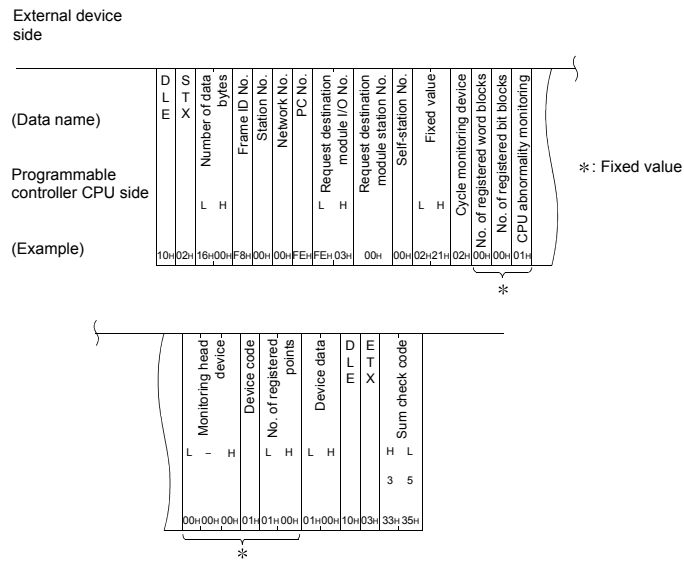 External device
side
(Data name)
Programmable
controller CPU side
(Example)
D
L
E
S
T
X
Number of data
bytes
Frame ID No.
Station No.
Network No.
PC No.
Request destination
module I/O No.
Request destination
module station No.
Self-station No.
Fixed value
Cycle monitoring device
No. of registered word blocks
No. of registered bit blocks
CPU abnormality monitoring
L H
L H
L H
10H 02H 16H 00H F8H 00H 00H FEH FEH 03H 00H 00H 02H 21H 02H 00H 00H 01H
*
*: Fixed value
Monitoring head
device
Device code
No. of registered
points
Device data
D
L
E
E
T
X
Sum check code
L – H
L H
L H
H L
3 5
00H 00H 00H 01H 01H 00H 01H 00H 10H 03H 33H 35H
*